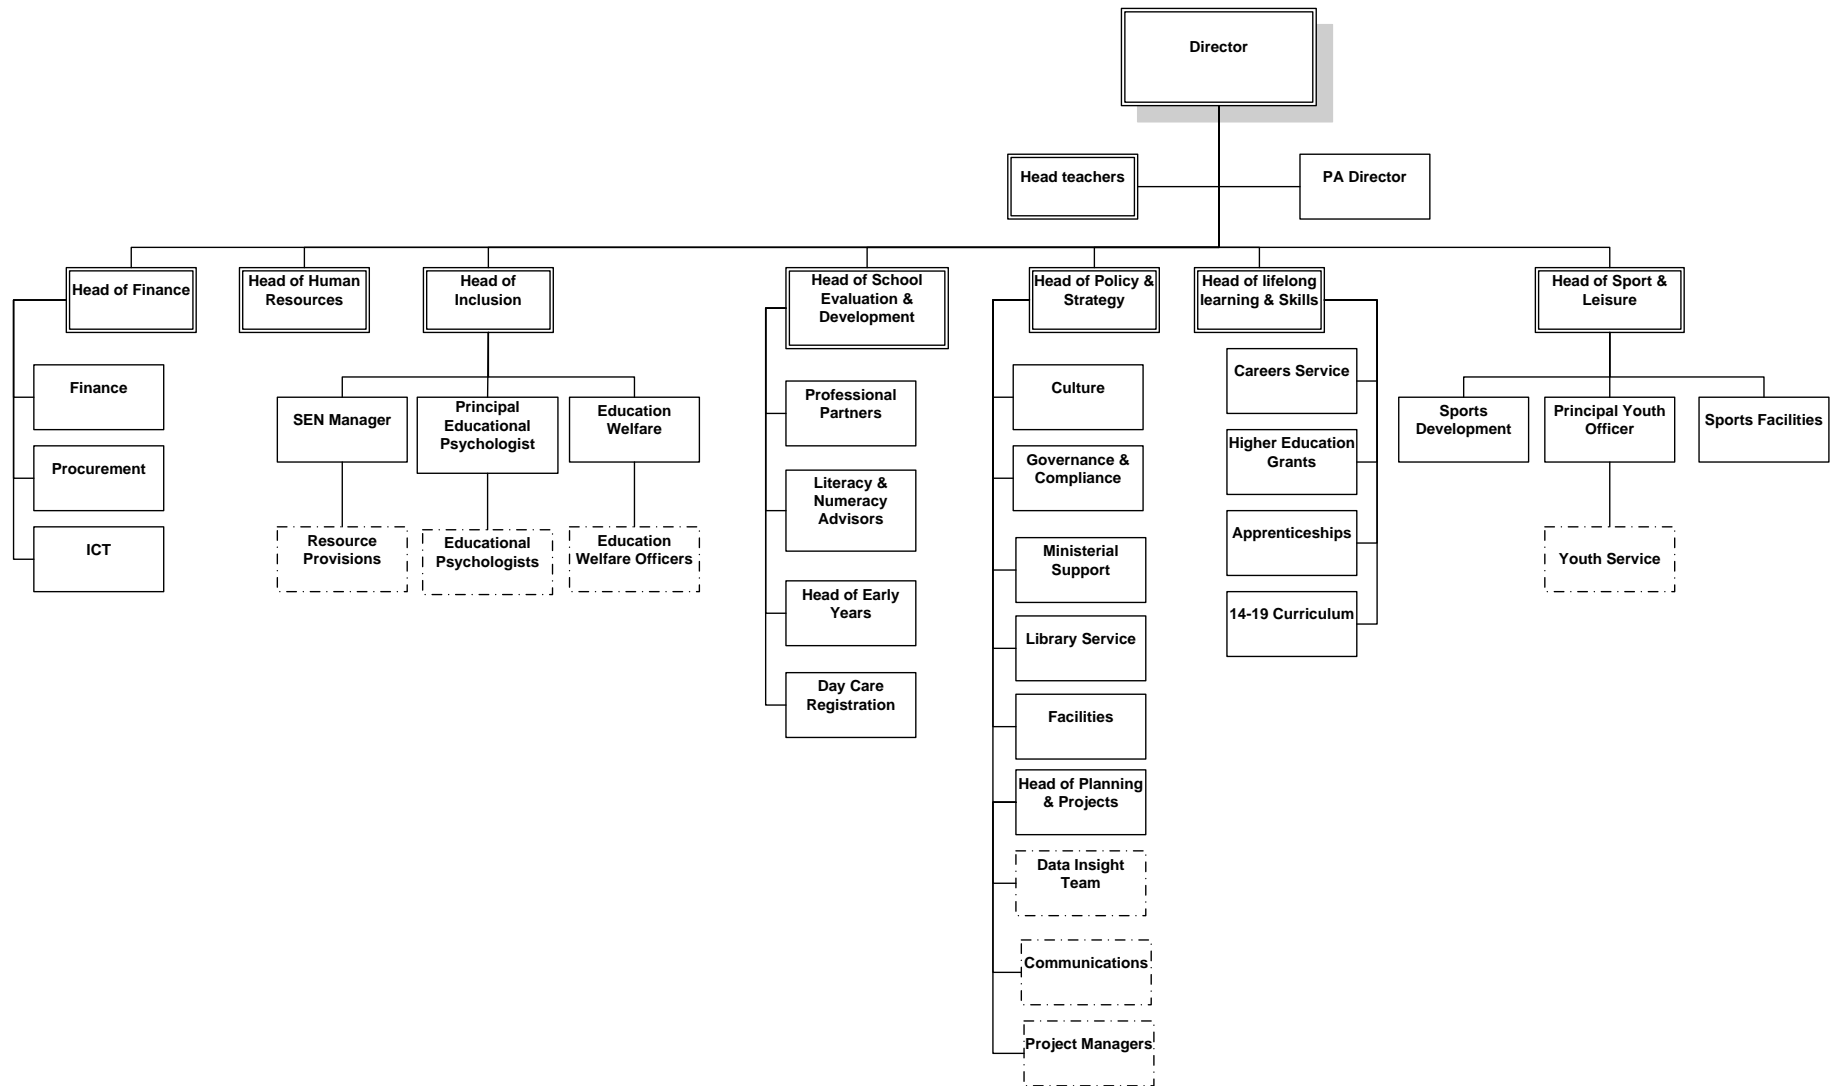 Director
Head teachers
PA Director
Head of Finance
Head of Human
Resources
Head of
Inclusion
Head of School
Evaluation &
Development
Head of Policy &
Strategy
Head of lifelong
learning & Skills
Head of Sport &
Leisure
Finance
Procurement
ICT
SEN Manager
Principal
Educational
Psychologist
Education
Welfare
Resource
Provisions
Educational
Psychologists
Education
Welfare Officers
Professional
Partners
Literacy &
Numeracy
Advisors
Head of Early
Years
Day Care
Registration
Culture
Governance &
Compliance
Ministerial
Support
Library Service
Facilities
Head of Planning
& Projects
Data Insight
Team
Communications
Project Managers
Careers Service
Higher Education
Grants
Apprenticeships
14-19 Curriculum
Sports
Development
Principal Youth
Officer
Sports Facilities
Youth Service